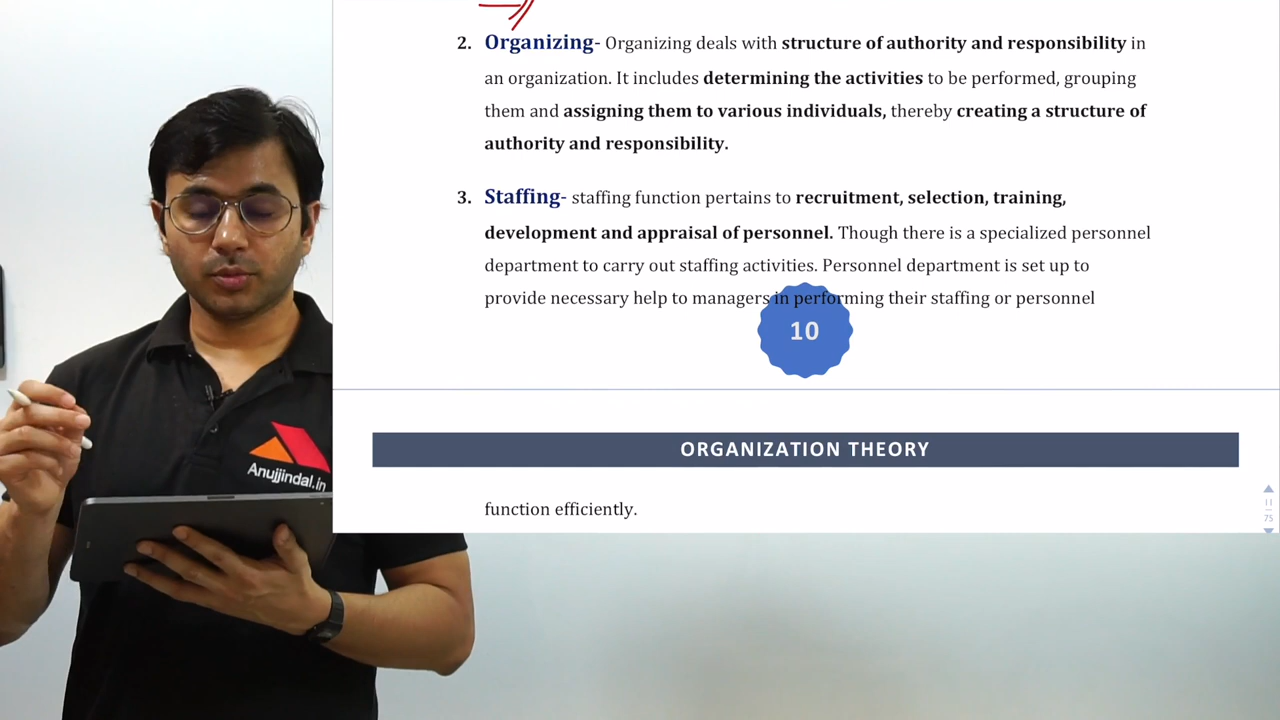 2. Organizing- Organizing deals with structure of authority and responsibility in
an organization. It includes determining the activities to be performed, grouping
them and assigning them to various individuals, thereby creating a structure of
authority and responsibility.
3. Staffing- staffing function pertains to recruitment, selection, training,
development and appraisal of personnel. Though there is a specialized personnel
department to carry out staffing activities. Personnel department is set up to
provide necessary help to managers in performing their staffing or personnel
10
ORGANIZATION THEORY
function efficiently.
11
75
Anujjindal.in